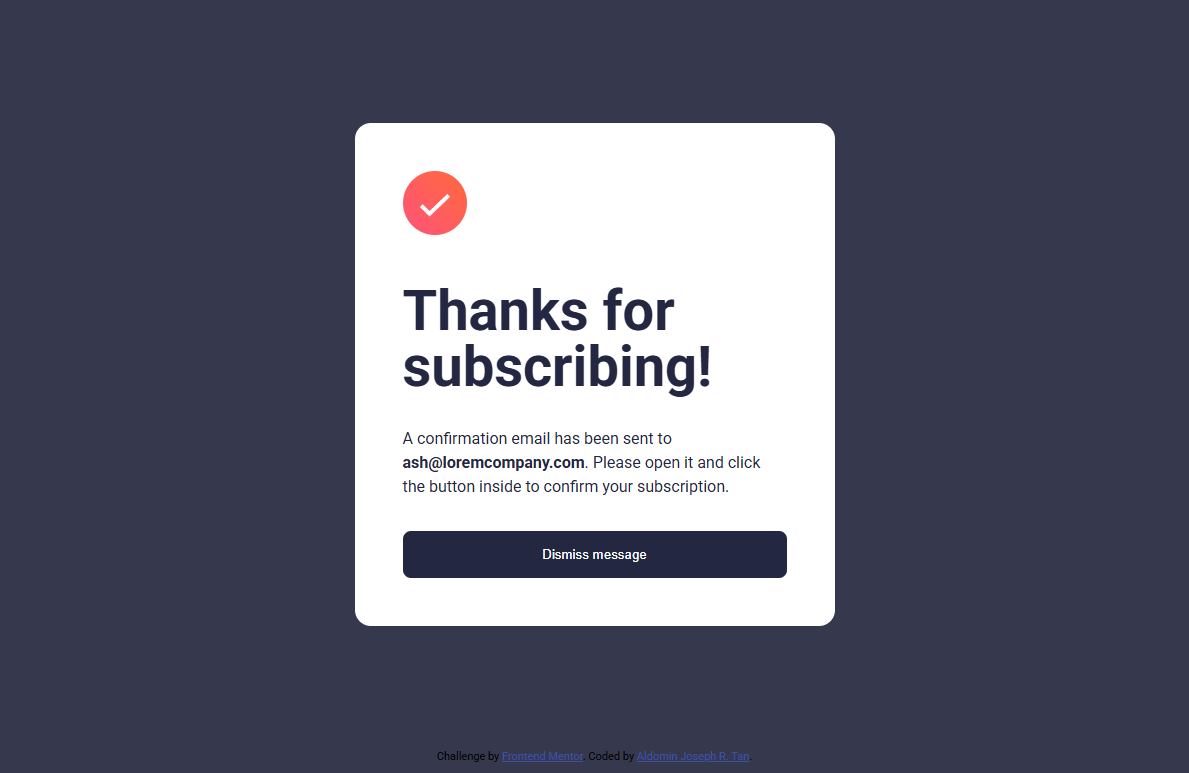 Thanks for
subscribing!
A confirmation email has been sent to
ash@loremcompany.com. Please open it and click
the button inside to confirm your subscription.
Dismiss message
Challenge by Frontend Mentor. Coded by Aldomin Joseph R. Tan.